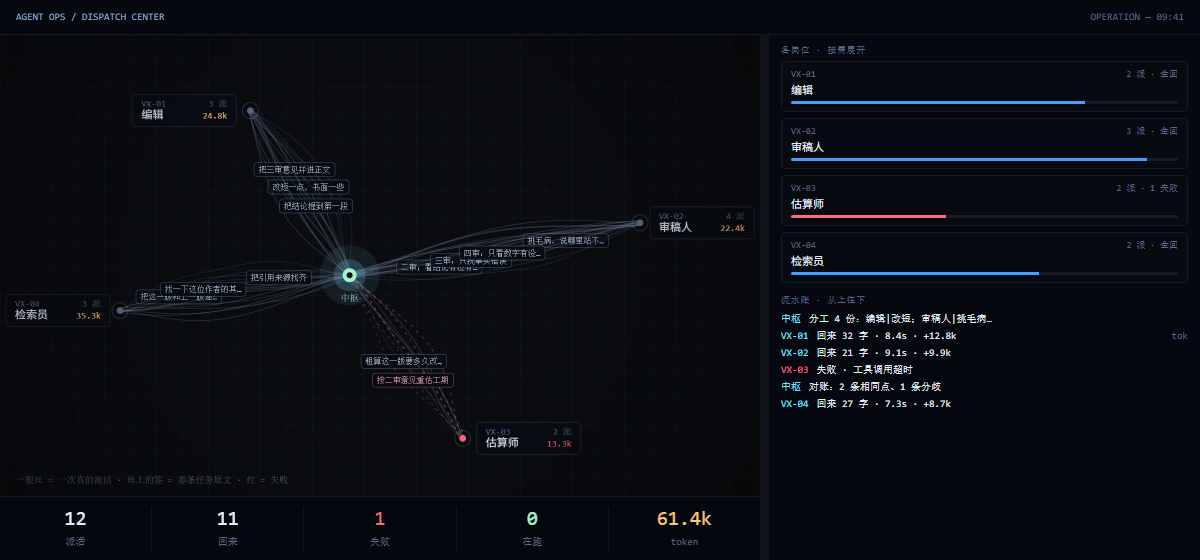 AGENT OPS / DISPATCH CENTER
OPERATION — 09:41
VX-01 3 派
编辑 24.8k
把三审意见并进正文
改短一点，书面一些
把结论提到第一段
VX-02 4 派
审稿人 22.4k
挑毛病，说哪里站不…
四审：只看数字有没…
三审：
二审：看结论有没有…
把引用来源找齐
找一下这位作者的其…
VX-04 3 派
检索员 35.3k
中枢
粗算这一版要多久改…
按二审意见重估工期
VX-03 2 派
估算师 13.3k
一根丝 = 一次真的派活 · 丝上的签 = 那条任务原文 · 红 = 失败
12
派活
11
回来
1
失败
0
在跑
61.4k
token
各岗位 · 按需展开
VX-01 2 派 · 全回
编辑
VX-02 3 派 · 全回
审稿人
VX-03 2 派 · 1 失败
估算师
VX-04 2 派 · 全回
检索员
流水账 · 从上往下
中枢 分工 4 份：编辑|改短；审稿人|挑毛病…
VX-01 回来 32 字 · 8.4s · +12.8k tok
VX-02 回来 21 字 · 9.1s · +9.9k
VX-03 失败 · 工具调用超时
中枢 对账：2 条相同点、1 条分歧
VX-04 回来 27 字 · 7.3s · +8.7k